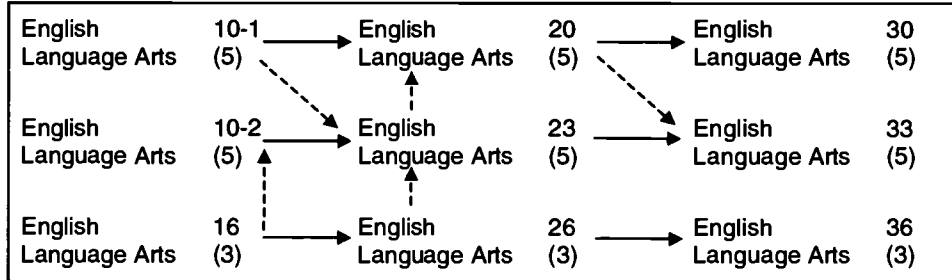 English 10-1 English 20 English 30
Language Arts (5) Language Arts (5) Language Arts (5)
English 10-2 English 23 English 33
Language Arts (5) Language Arts (5) Language Arts (5)
English 16 English 26 English 36
Language Arts (3) Language Arts (3) Language Arts (3)